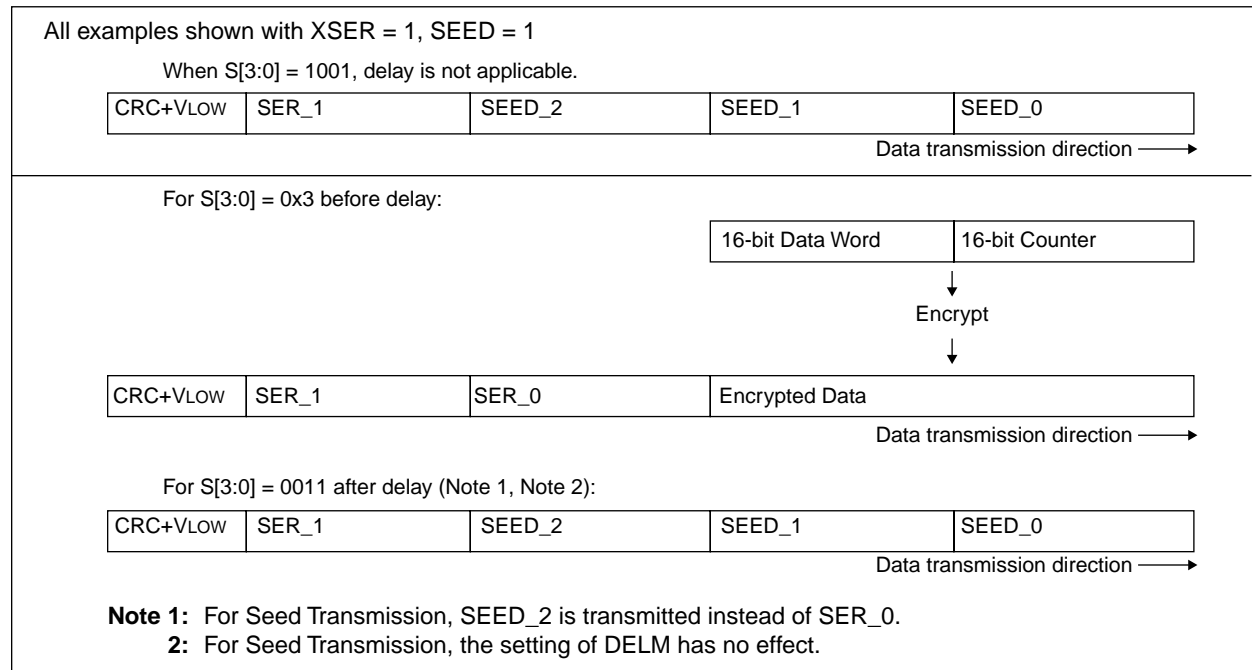 All examples shown with XSER = 1, SEED = 1
When S[3:0] = 1001, delay is not applicable.
CRC+VLOW SER_1 SEED_2 SEED_1 SEED_0
Data transmission direction
For S[3:0] = 0x3 before delay:
16-bit Data Word 16-bit Counter
Encrypt
CRC+VLOW SER_1 SER_0 Encrypted Data
Data transmission direction
For S[3:0] = 0011 after delay (Note 1, Note 2):
CRC+VLOW SER_1 SEED_2 SEED_1 SEED_0
Data transmission direction
Note 1: For Seed Transmission, SEED_2 is transmitted instead of SER_0.
2: For Seed Transmission, the setting of DELM has no effect.